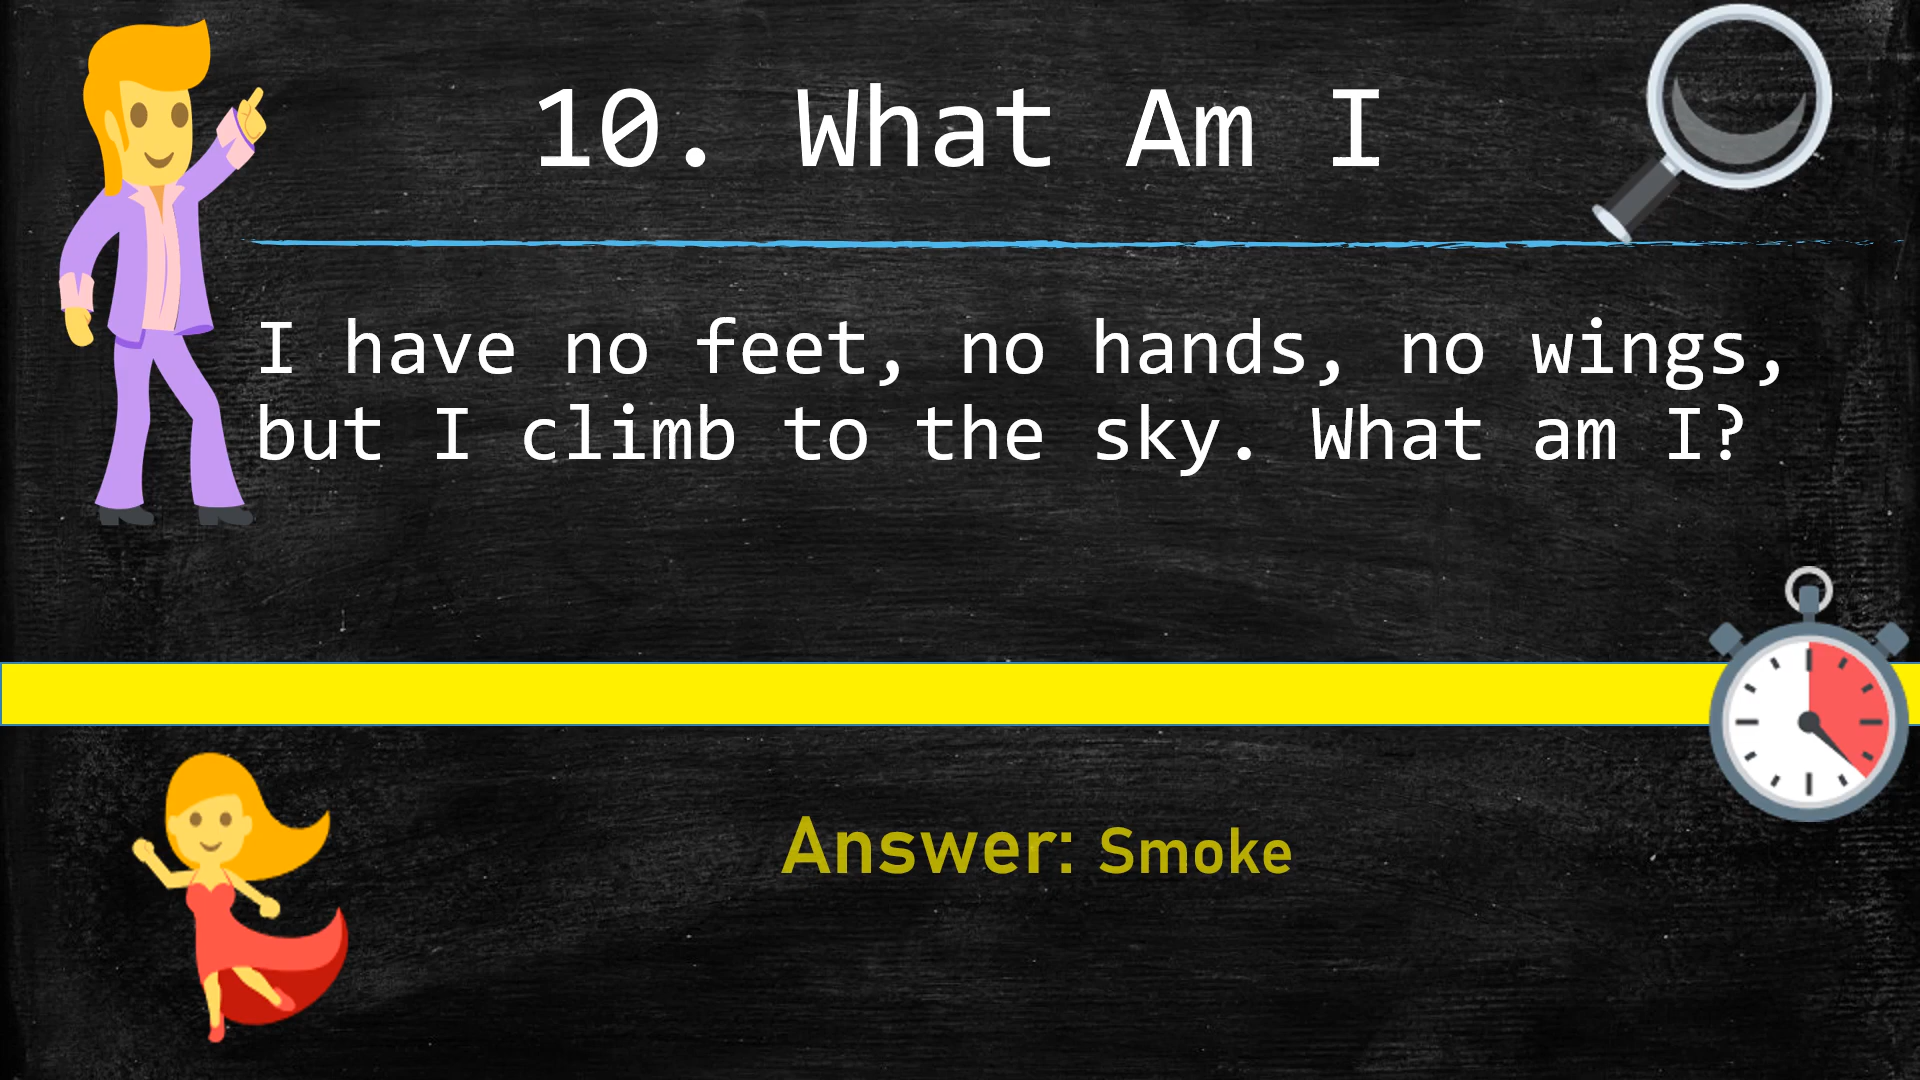 10. What Am I
I have no feet, no hands, no wings,
but I climb to the sky. What am I?
Answer: Smoke